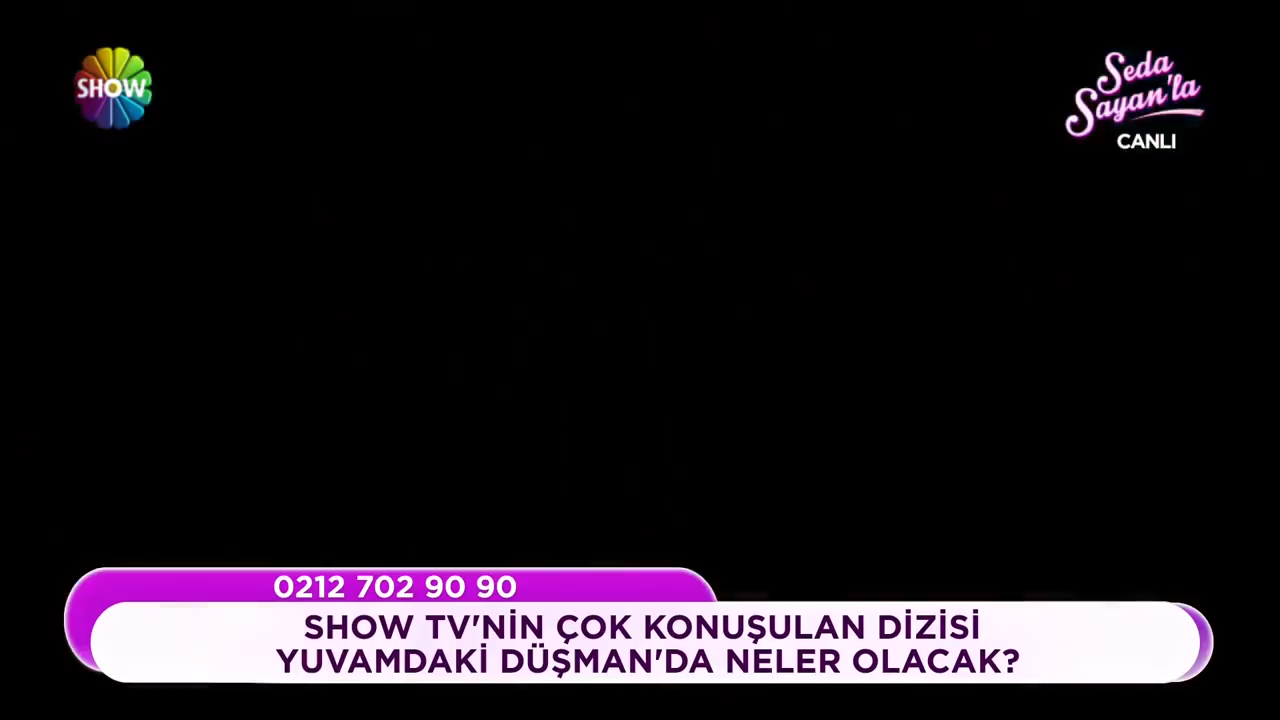 SHOW
Seda
Sayan'la
CANLI
0212 702 90 90
SHOW TV'NİN ÇOK KONUŞULAN DİZİSİ
YUVAMDAKİ DÜŞMAN'DA NELER OLACAK?